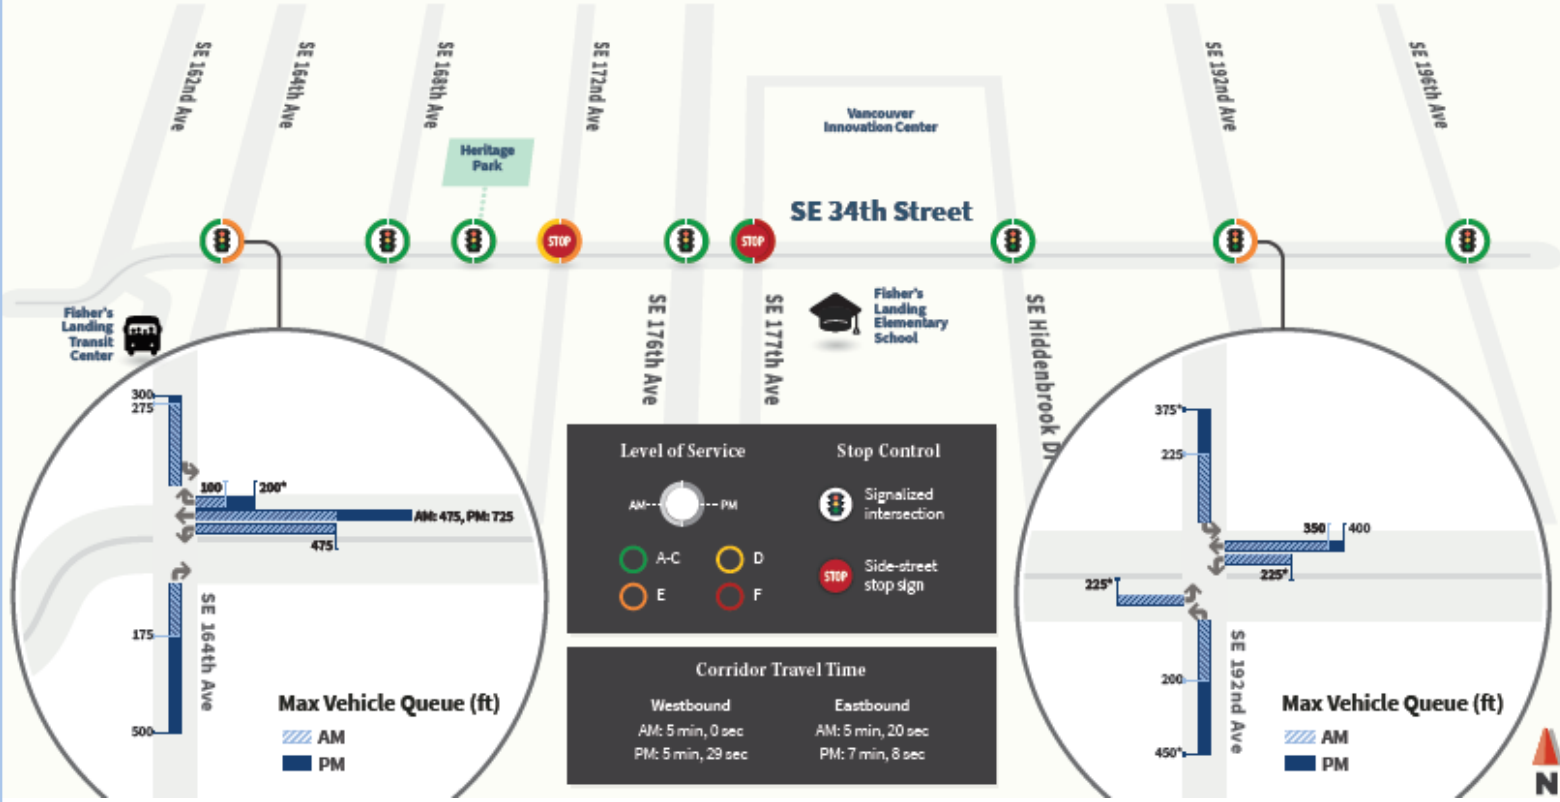 SE 162nd Ave
SE 164th Ave
SE 168th Ave
SE 172nd Ave
SE 192nd Ave
SE 196th Ave
Vancouver
Innovation Center
Heritage
Park
SE 34th Street
STOP
STOP
Fisher's
Landing
Transit
Center
SE 176th Ave
SE 177th Ave
Fisher's
Landing
Elementary
School
SE Hiddenbrook Dr
300
275
100
200*
AM: 475, PM: 725
475
175
500
SE 164th Ave
Max Vehicle Queue (ft)
AM
PM
Level of Service
AM
PM
A-C
D
E
F
Stop Control
Signalized
intersection
STOP
Side-street
stop sign
Corridor Travel Time
Westbound
AM: 5 min, 0 sec
PM: 5 min, 29 sec
Eastbound
AM: 5 min, 20 sec
PM: 7 min, 8 sec
375*
225
350
400
225*
225*
200
450*
SE 192nd Ave
Max Vehicle Queue (ft)
AM
PM
N